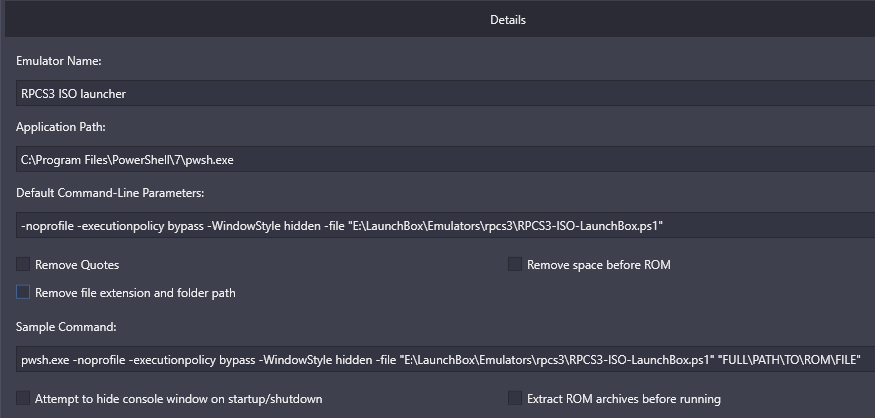 Details
Emulator Name:
RPCS3 ISO launcher
Application Path:
C:\Program Files\PowerShell\7\pwsh.exe
Default Command-Line Parameters:
-noprofile -executionpolicy bypass -WindowStyle hidden -file "E:\LaunchBox\Emulators\rpcs3\RPCS3-ISO-LaunchBox.ps1"
Remove Quotes
Remove space before ROM
Remove file extension and folder path
Sample Command:
pwsh.exe -noprofile -executionpolicy bypass -WindowStyle hidden -file "E:\LaunchBox\Emulators\rpcs3\RPCS3-ISO-LaunchBox.ps1" "FULL\PATH\TO\ROM\FILE"
Attempt to hide console window on startup/shutdown
Extract ROM archives before running